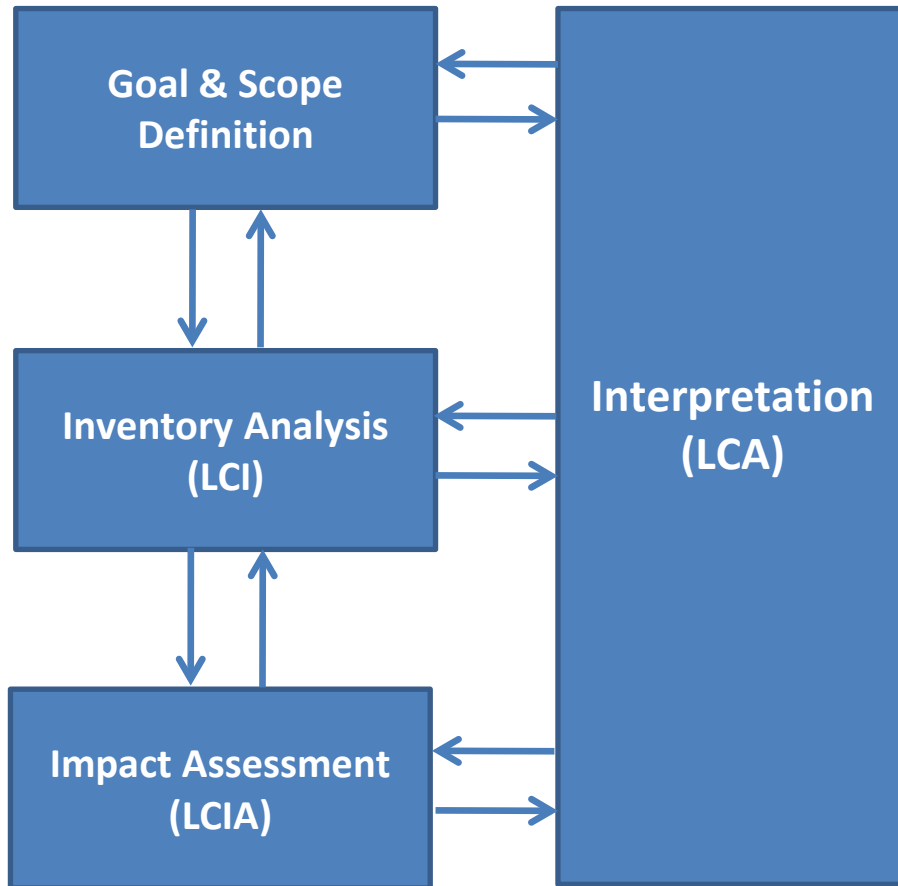 Goal & Scope
Definition
Inventory Analysis
(LCI)
Impact Assessment
(LCIA)
Interpretation
(LCA)